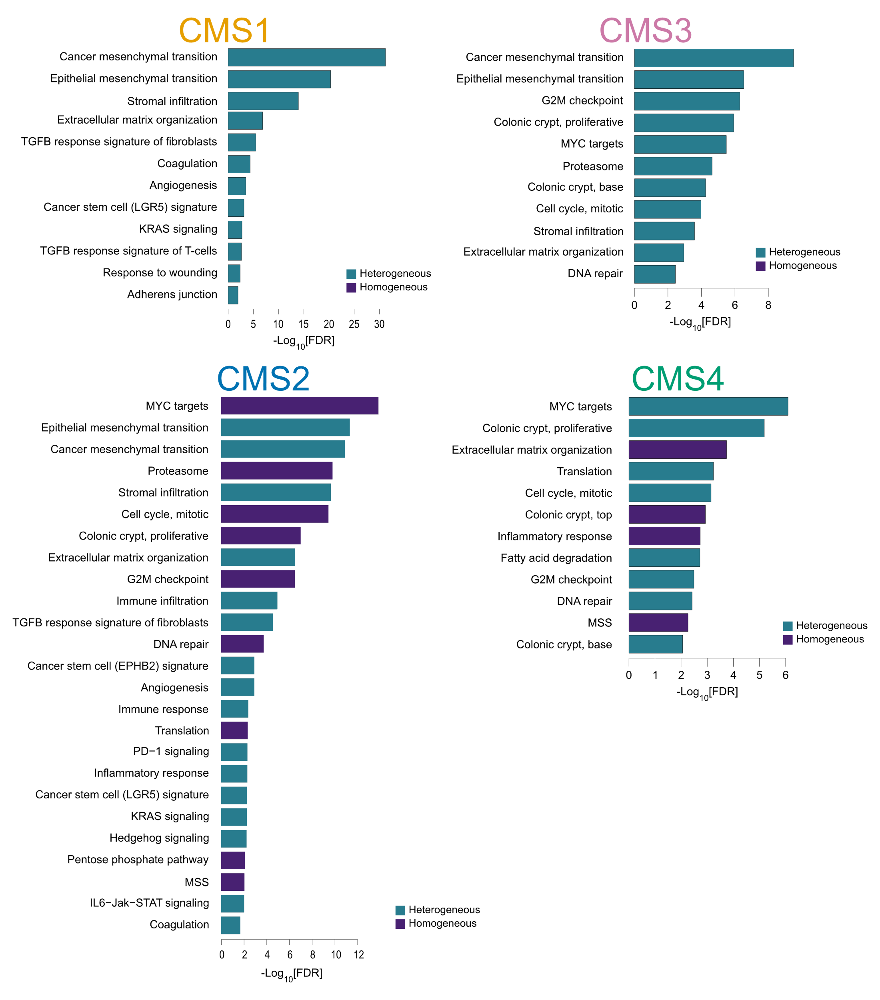 CMS1
Cancer mesenchymal transition
Epithelial mesenchymal transition
Stromal infiltration
Extracellular matrix organization
TGFB response signature of fibroblasts
Coagulation
Angiogenesis
Cancer stem cell (LGR5) signature
KRAS signaling
TGFB response signature of T-cells
Response to wounding
Adherens junction
Heterogeneous
Homogeneous
0 5 10 15 20 25 30
-Log10[FDR]
CMS3
Cancer mesenchymal transition
Epithelial mesenchymal transition
G2M checkpoint
Colonic crypt, proliferative
MYC targets
Proteasome
Colonic crypt, base
Cell cycle, mitotic
Stromal infiltration
Extracellular matrix organization
DNA repair
Heterogeneous
Homogeneous
0 2 4 6 8
-Log10[FDR]
CMS2
MYC targets
Epithelial mesenchymal transition
Cancer mesenchymal transition
Proteasome
Stromal infiltration
Cell cycle, mitotic
Colonic crypt, proliferative
Extracellular matrix organization
G2M checkpoint
Immune infiltration
TGFB response signature of fibroblasts
DNA repair
Cancer stem cell (EPHB2) signature
Angiogenesis
Immune response
Translation
PD−1 signaling
Inflammatory response
Cancer stem cell (LGR5) signature
KRAS signaling
Hedgehog signaling
Pentose phosphate pathway
MSS
IL6−Jak−STAT signaling
Coagulation
Heterogeneous
Homogeneous
0 2 4 6 8 10 12
-Log10[FDR]
CMS4
MYC targets
Colonic crypt, proliferative
Extracellular matrix organization
Translation
Cell cycle, mitotic
Colonic crypt, top
Inflammatory response
Fatty acid degradation
G2M checkpoint
DNA repair
MSS
Colonic crypt, base
Heterogeneous
Homogeneous
0 1 2 3 4 5 6
-Log10[FDR]